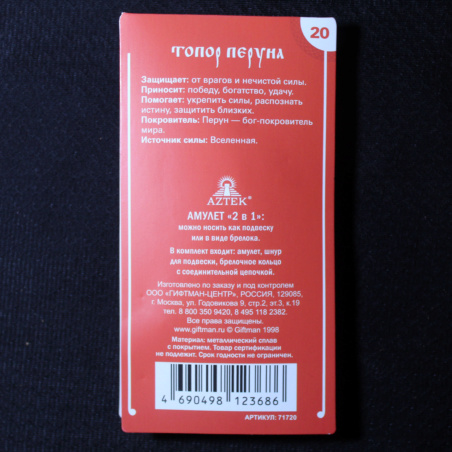 20
ТОПОР ПЕРУНА
Защищает: от врагов и нечистой силы.
Приносит: победу, богатство, удачу.
Помогает: укрепить силы, распознать
истину, защитить близких.
Покровитель: Перун — бог-покровитель
мира.
Источник силы: Вселенная.
AZTEK®
АМУЛЕТ «2 в 1»:
можно носить как подвеску
или в виде брелока.
В комплект входит: амулет, шнур
для подвески, брелочное кольцо
с соединительной цепочкой.
Изготовлено по заказу и под контролем
ООО «ГИФТМАН-ЦЕНТР», РОССИЯ, 129085,
г. Москва, ул. Годовикова 9, стр.2, эт.3, к.19
тел. 8 800 350 9420, 8 495 118 2382.
Все права защищены.
www.giftman.ru © Giftman 1998
Материал: металлический сплав
с покрытием. Товар сертификации
не подлежит. Срок годности не ограничен.
4 690498 123686
АРТИКУЛ: 71720